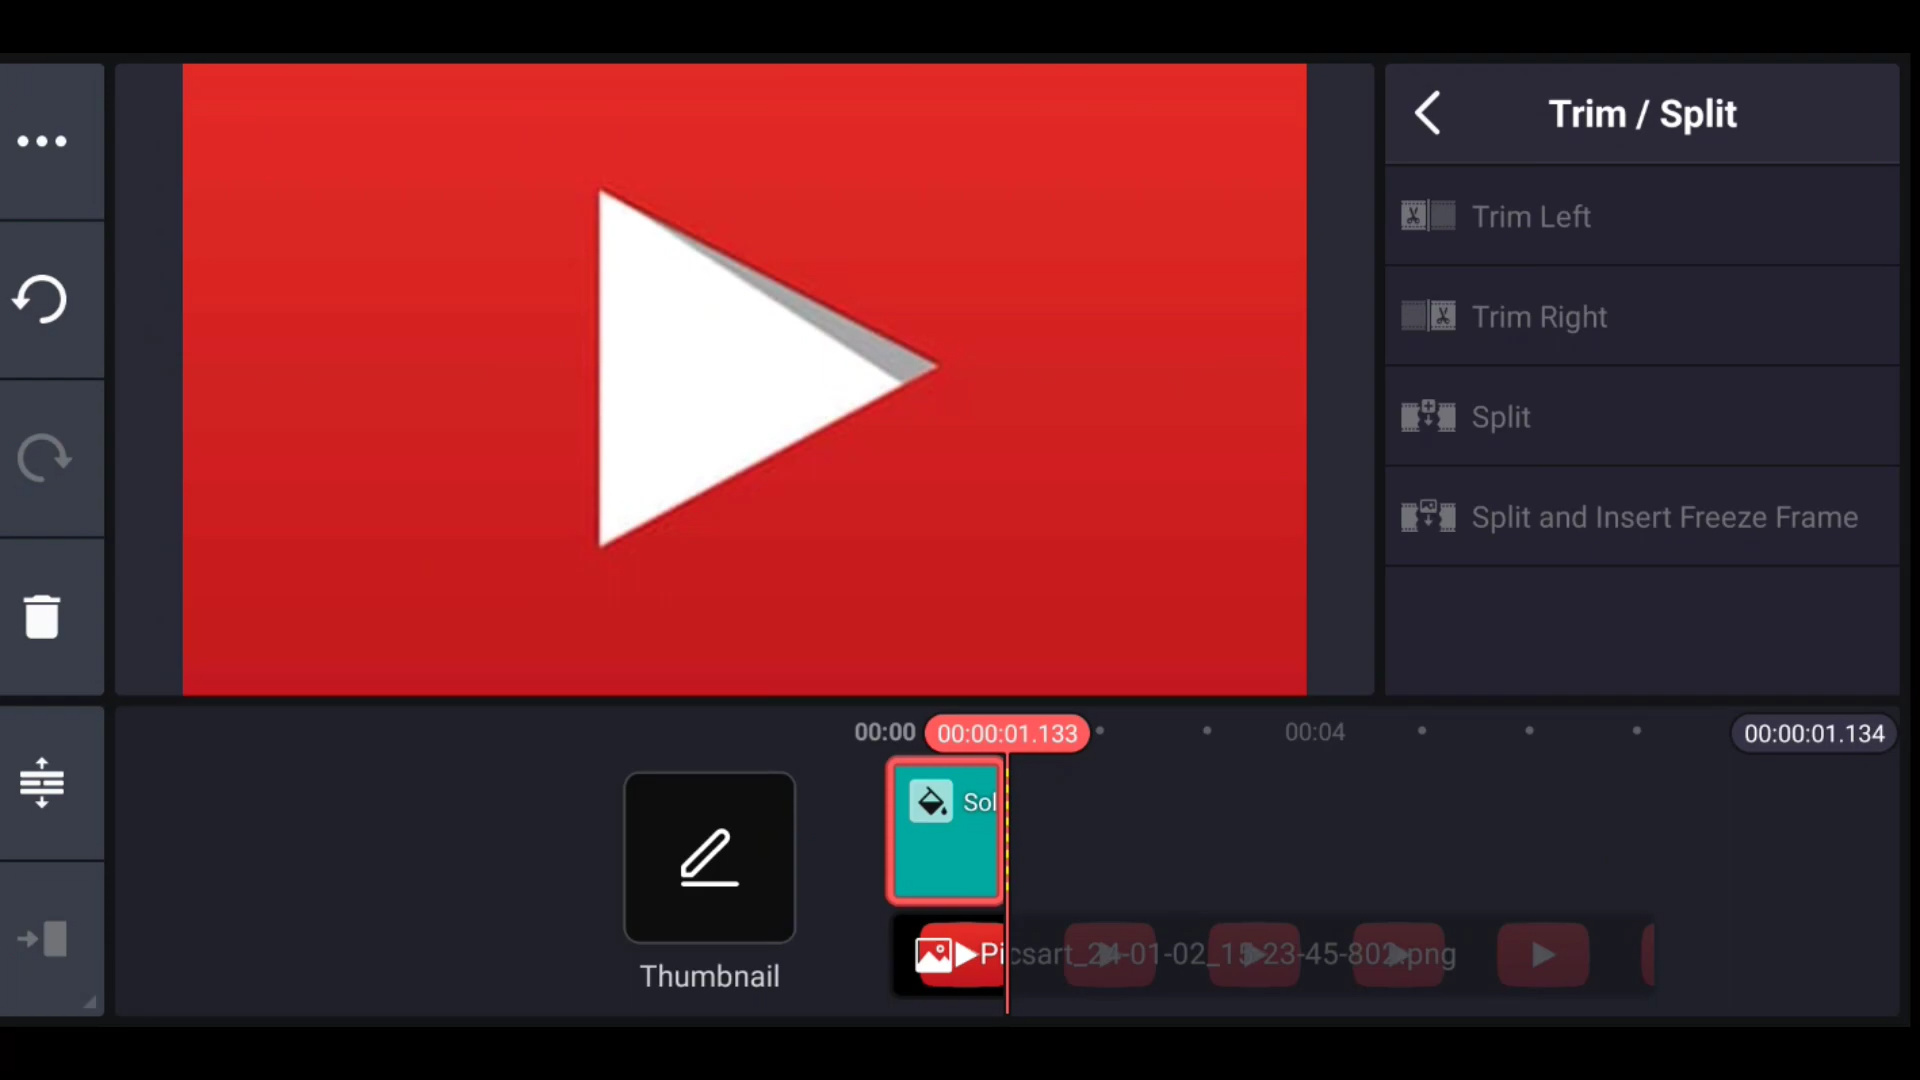 Trim / Split
Trim Left
Trim Right
Split
Split and Insert Freeze Frame
00:00
00:00:01.133
00:04
00:00:01.134
Sol
Picsart_24-01-02_15-23-45-802.png
Thumbnail